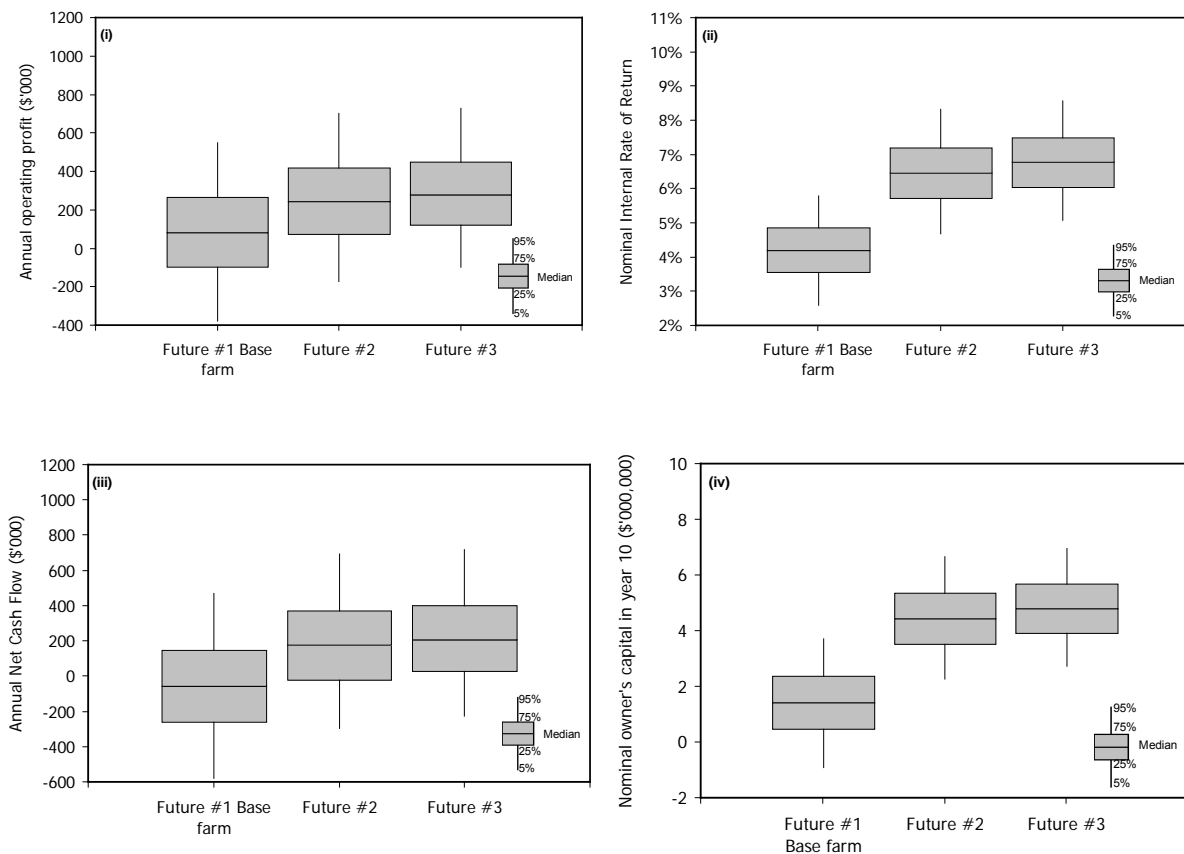 (i)
Annual operating profit ($'000)
1200
1000
800
600
400
200
0
-200
-400
Future #1 Base
farm
Future #2
Future #3
95%
75%
Median
25%
5%
(ii)
Nominal Internal Rate of Return
11%
10%
9%
8%
7%
6%
5%
4%
3%
2%
Future #1 Base
farm
Future #2
Future #3
95%
75%
Median
25%
5%
(iii)
Annual Net Cash Flow ($'000)
1200
1000
800
600
400
200
0
-200
-400
-600
Future #1 Base
farm
Future #2
Future #3
95%
75%
Median
25%
5%
(iv)
Nominal owner's capital in year 10 ($'000,000)
10
8
6
4
2
0
-2
Future #1
Base farm
Future #2
Future #3
95%
75%
Median
25%
5%